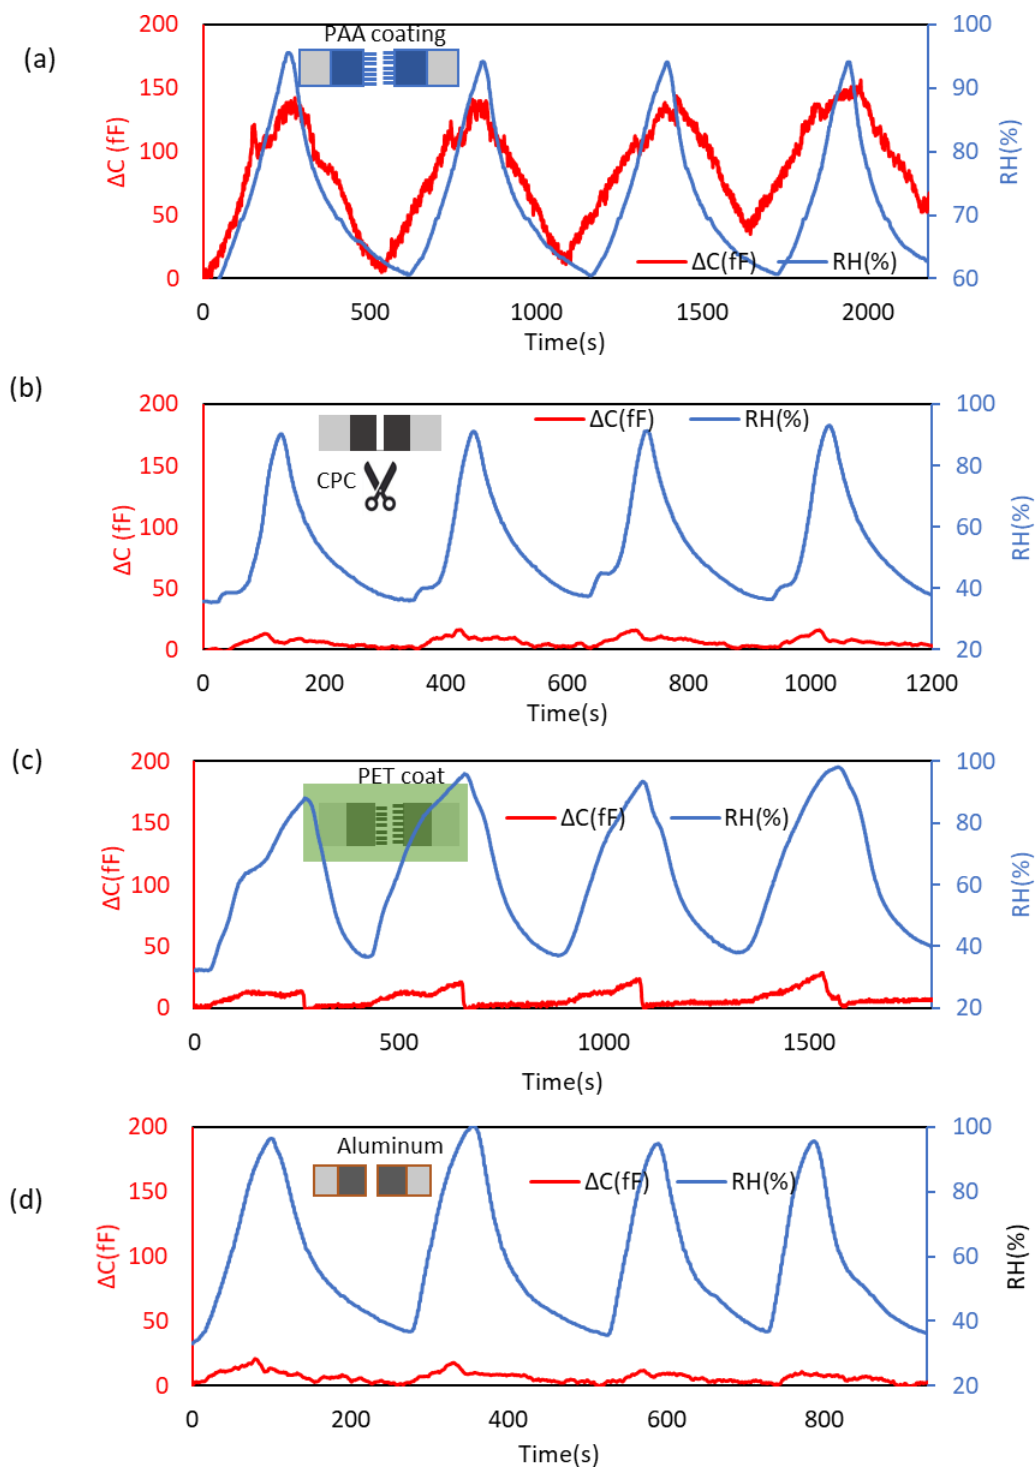 (a)
PAA coating
200
150
100
50
0
ΔC (fF)
100
90
80
70
60
RH(%)
ΔC(fF)
RH(%)
0 500 1000 1500 2000
Time(s)
(b)
200
150
100
50
0
ΔC (fF)
CPC
ΔC(fF)
RH(%)
100
80
60
40
20
RH(%)
0 200 400 600 800 1000 1200
Time(s)
(c)
200
150
100
50
0
ΔC(fF)
PET coat
ΔC(fF)
RH(%)
100
80
60
40
20
RH(%)
0 500 1000 1500
Time(s)
(d)
200
150
100
50
0
ΔC(fF)
Aluminum
ΔC(fF)
RH(%)
100
80
60
40
20
RH(%)
0 200 400 600 800
Time(s)